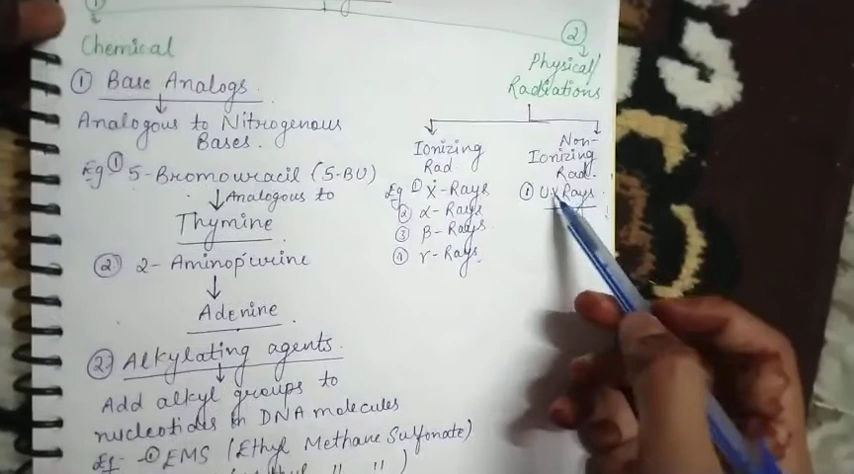 ①
Chemical
① Base Analogs.
Analogous to Nitrogenous
Bases.
Eg ① 5-Bromouracil (5-BU)
Analogous to
Thymine
② 2-Aminopurine
Adenine
② Alkylating agents.
Add alkyl groups to
nucleotides in DNA molecules
Eg- ① EMS (Ethyl Methane Sulfonate)
" " )
②
Physical/
Radiations
Ionizing
Rad
Eg ① X-Rays
② α-Rays
③ β-Rays
④ γ-Rays
Non-
Ionizing
Rad-
① U.V Rays